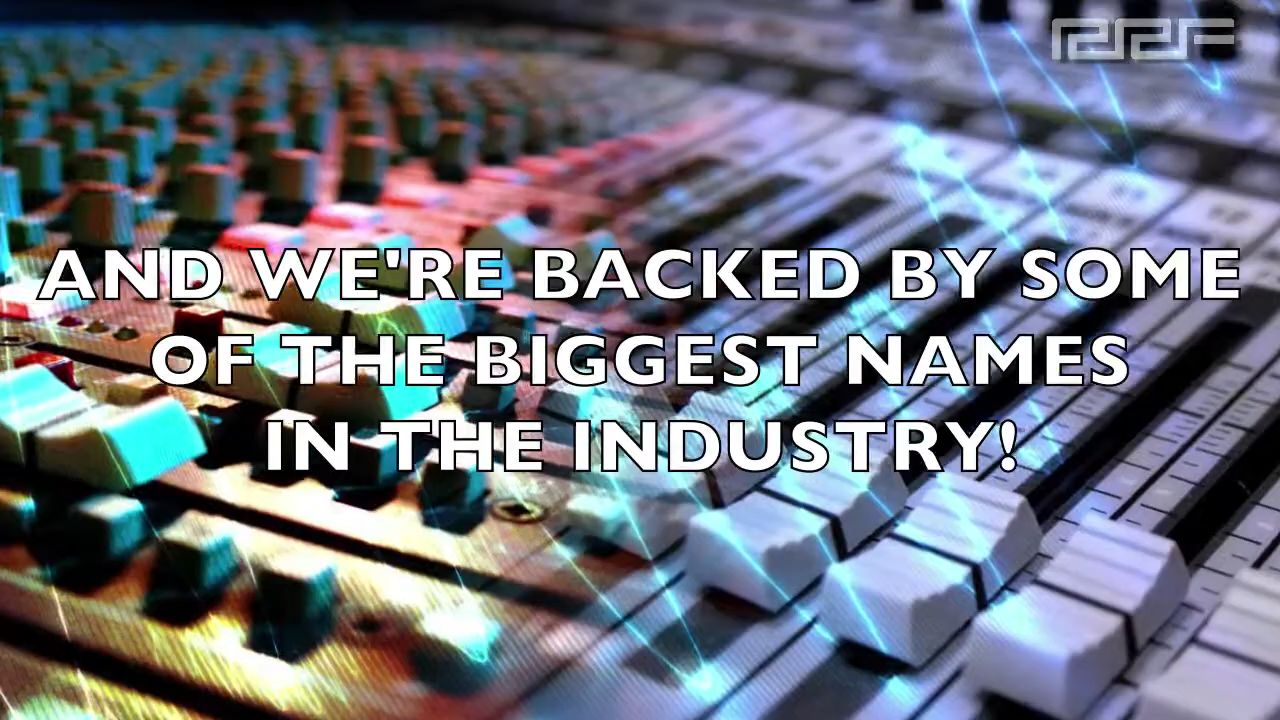 AND WE'RE BACKED BY SOME
OF THE BIGGEST NAMES
IN THE INDUSTRY!